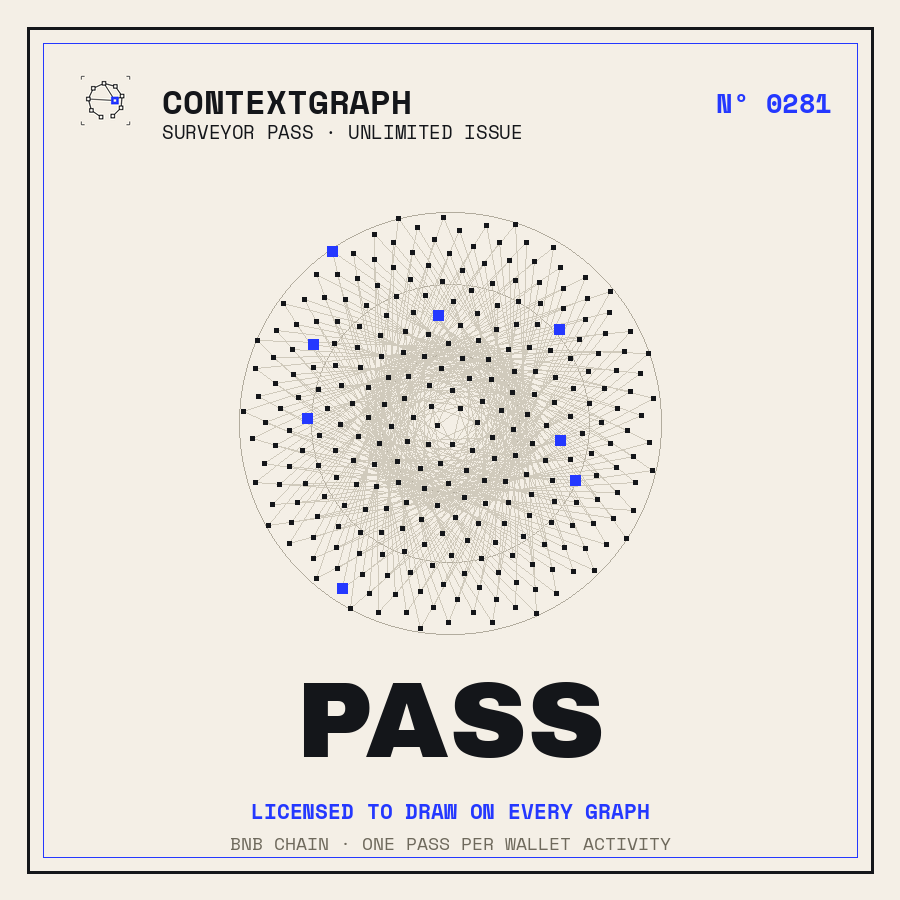 CONTEXTGRAPH
N° 0281
SURVEYOR PASS · UNLIMITED ISSUE
PASS
LICENSED TO DRAW ON EVERY GRAPH
BNB CHAIN · ONE PASS PER WALLET ACTIVITY